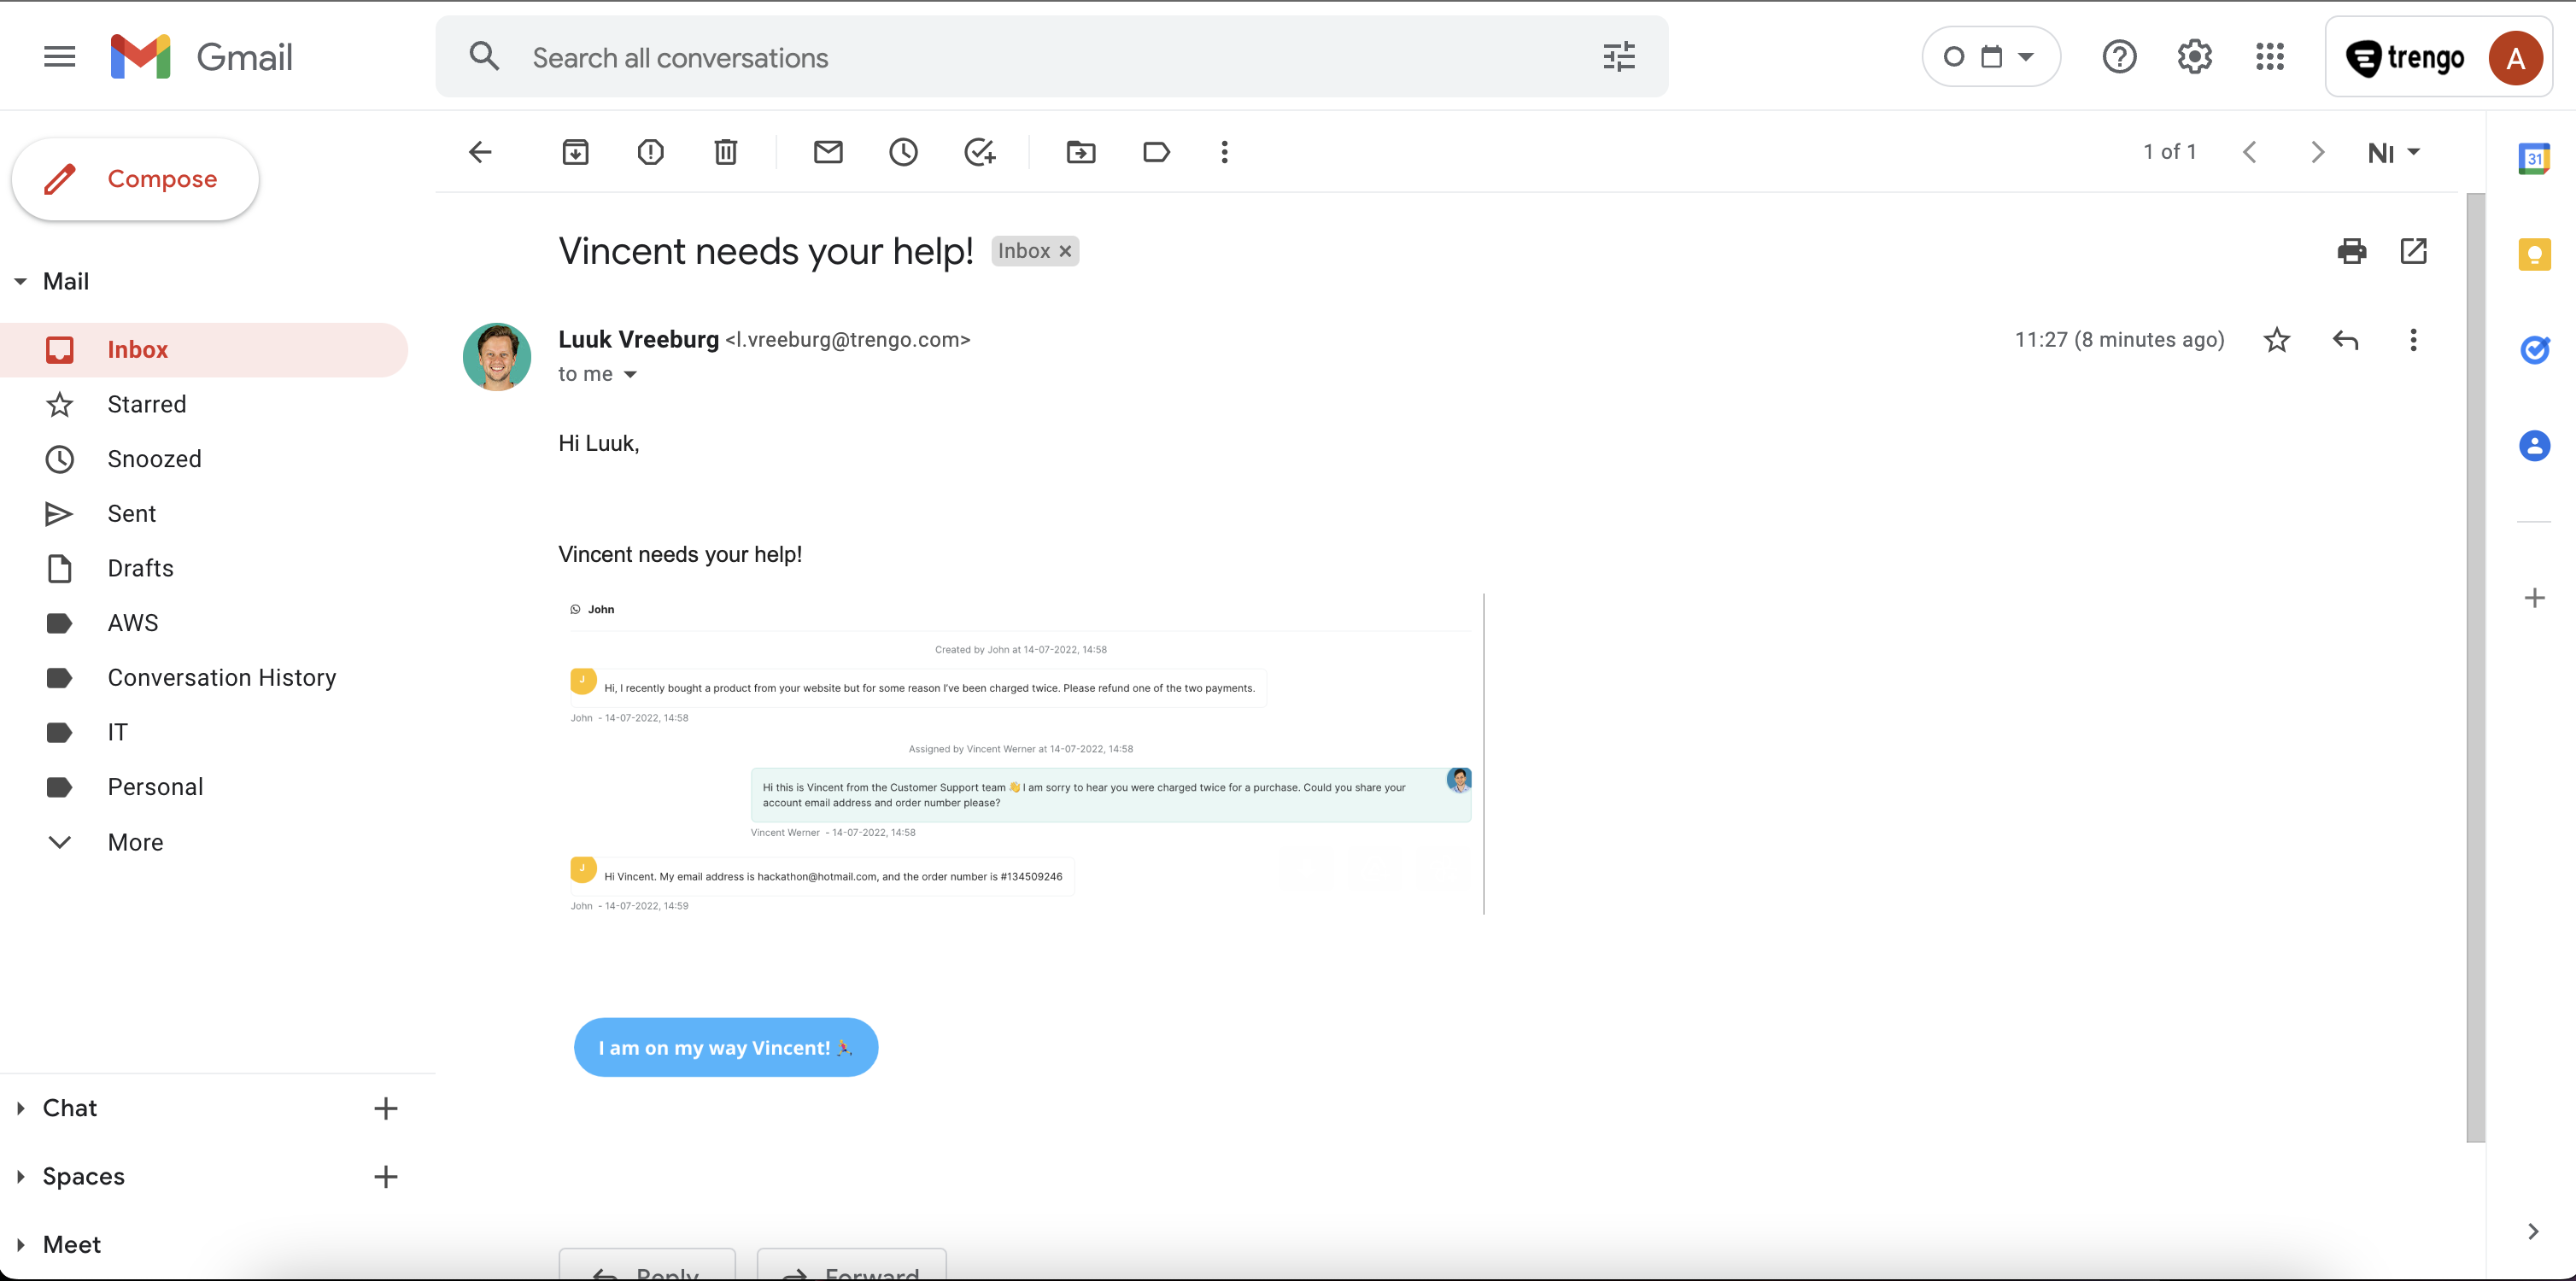 Gmail
Search all conversations
trengo
A
Compose
1 of 1
31
Mail
Inbox
Starred
Snoozed
Sent
Drafts
AWS
Conversation History
IT
Personal
More
Chat
Spaces
Meet
Vincent needs your help! Inbox ×
Luuk Vreeburg <l.vreeburg@trengo.com>
11:27 (8 minutes ago)
to me
Hi Luuk,
Vincent needs your help!
John
Created by John at 14-07-2022, 14:58
J
Hi, I recently bought a product from your website but for some reason I've been charged twice. Please refund one of the two payments.
John - 14-07-2022, 14:58
Assigned by Vincent Werner at 14-07-2022, 14:58
Hi this is Vincent from the Customer Support team 👋 I am sorry to hear you were charged twice for a purchase. Could you share your
account email address and order number please?
Vincent Werner - 14-07-2022, 14:58
J
Hi Vincent. My email address is hackathon@hotmail.com, and the order number is #134509246
John - 14-07-2022, 14:59
I am on my way Vincent! 🏃
Reply
Forward